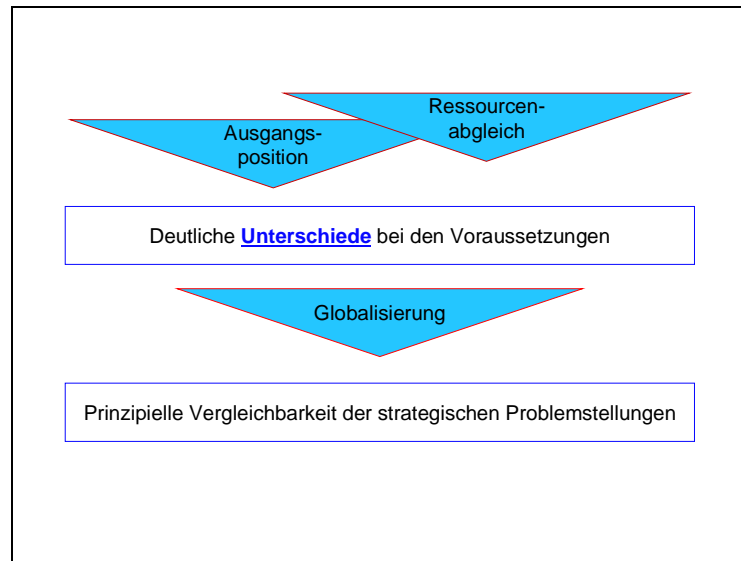 Ressourcen-
abgleich
Ausgangs-
position
Deutliche Unterschiede bei den Voraussetzungen
Globalisierung
Prinzipielle Vergleichbarkeit der strategischen Problemstellungen